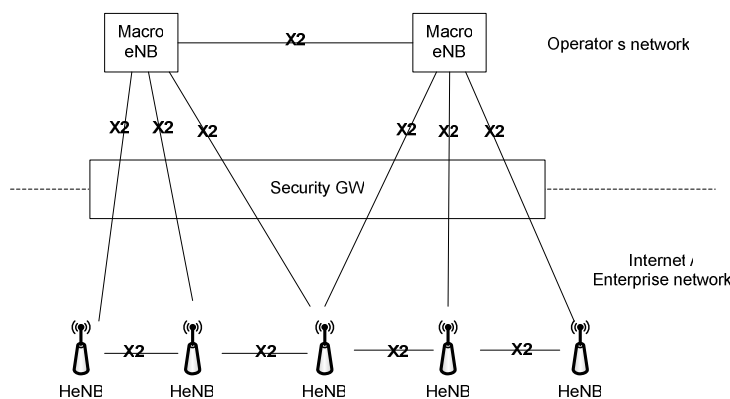 Macro
eNB
Macro
eNB
X2
Operator s network
X2
X2
X2
X2
X2
X2
Security GW
Internet /
Enterprise network
X2
X2
X2
X2
HeNB
HeNB
HeNB
HeNB
HeNB